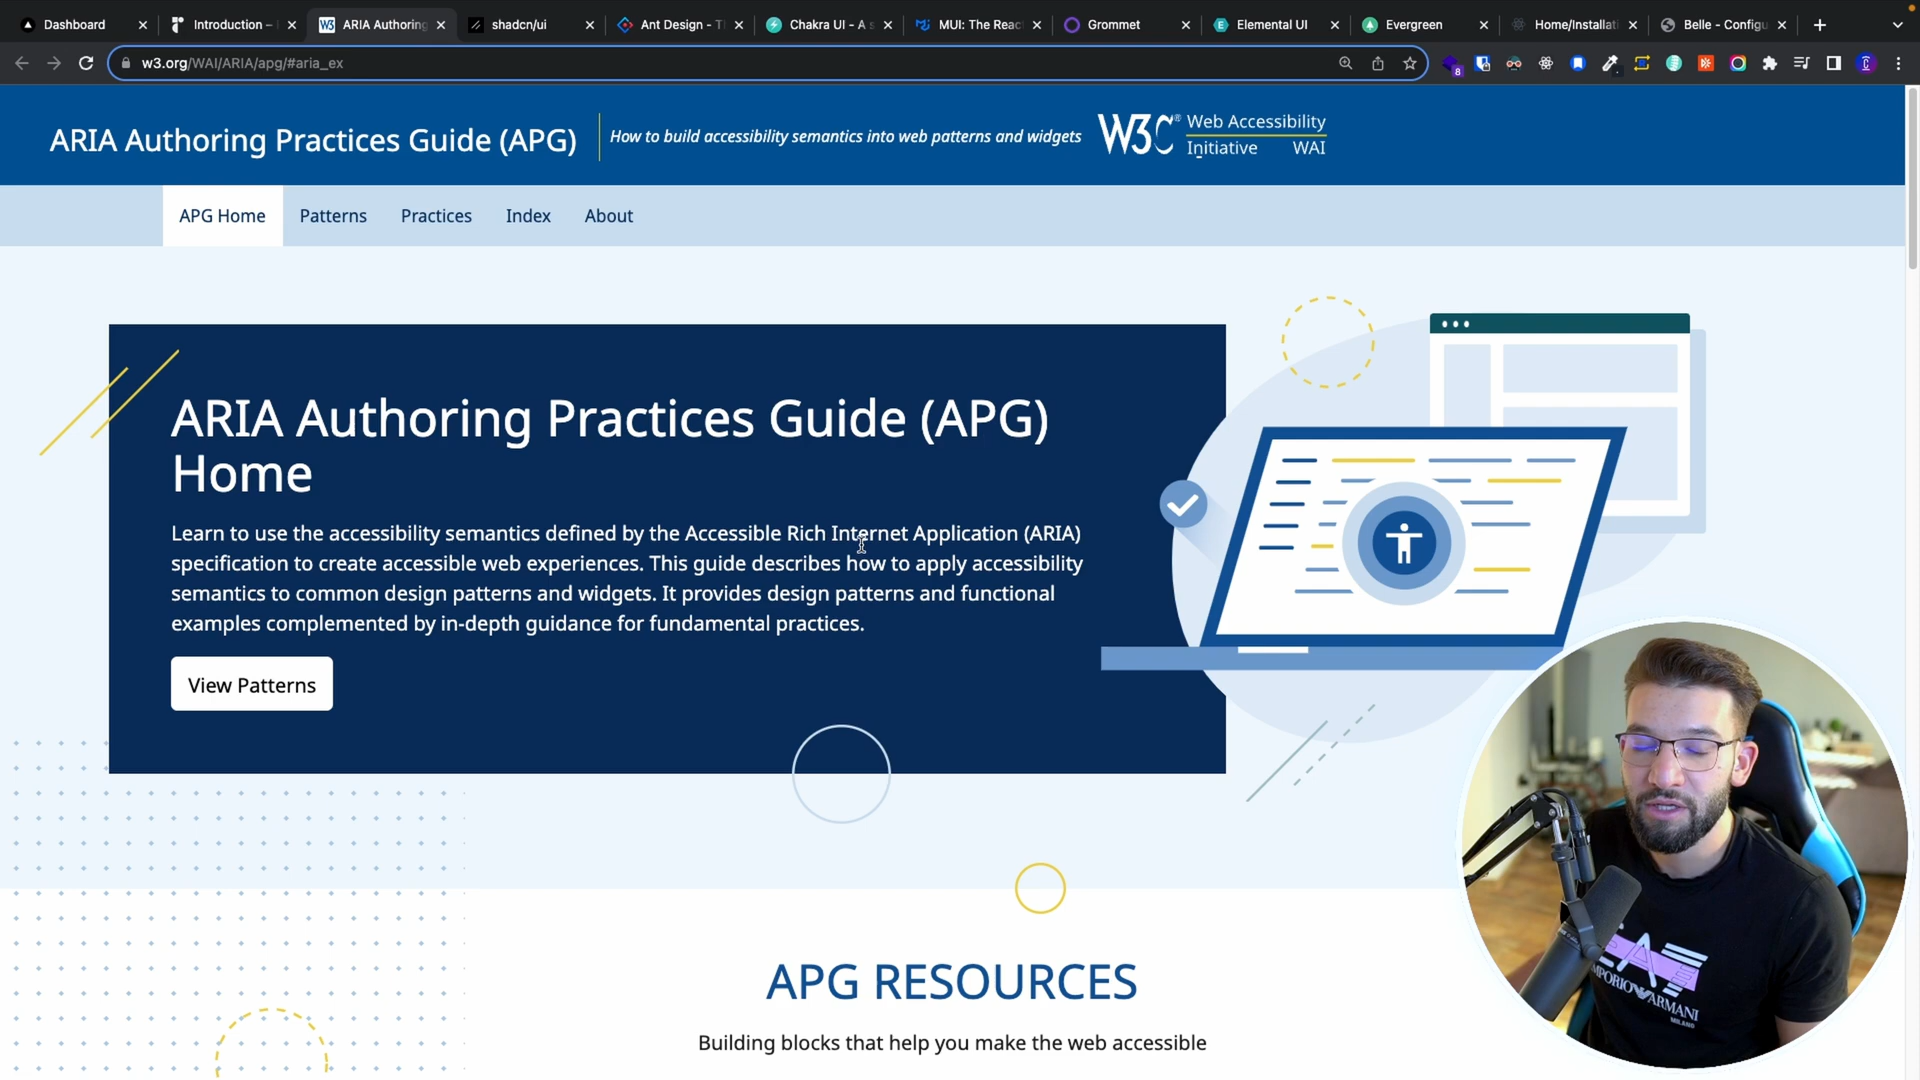 Dashboard
Introduction –
ARIA Authoring
shadcn/ui
Ant Design - T
Chakra UI - A s
MUI: The Reac
Grommet
Elemental UI
Evergreen
Home/Installat
Belle - Configu
w3.org/WAI/ARIA/apg/#aria_ex
8
ARIA Authoring Practices Guide (APG)
How to build accessibility semantics into web patterns and widgets
W3C® Web Accessibility
Initiative WAI
APG Home
Patterns
Practices
Index
About
ARIA Authoring Practices Guide (APG)
Home
Learn to use the accessibility semantics defined by the Accessible Rich Internet Application (ARIA)
specification to create accessible web experiences. This guide describes how to apply accessibility
semantics to common design patterns and widgets. It provides design patterns and functional
examples complemented by in-depth guidance for fundamental practices.
View Patterns
APG RESOURCES
Building blocks that help you make the web accessible
EMPORIO ARMANI
MILANO